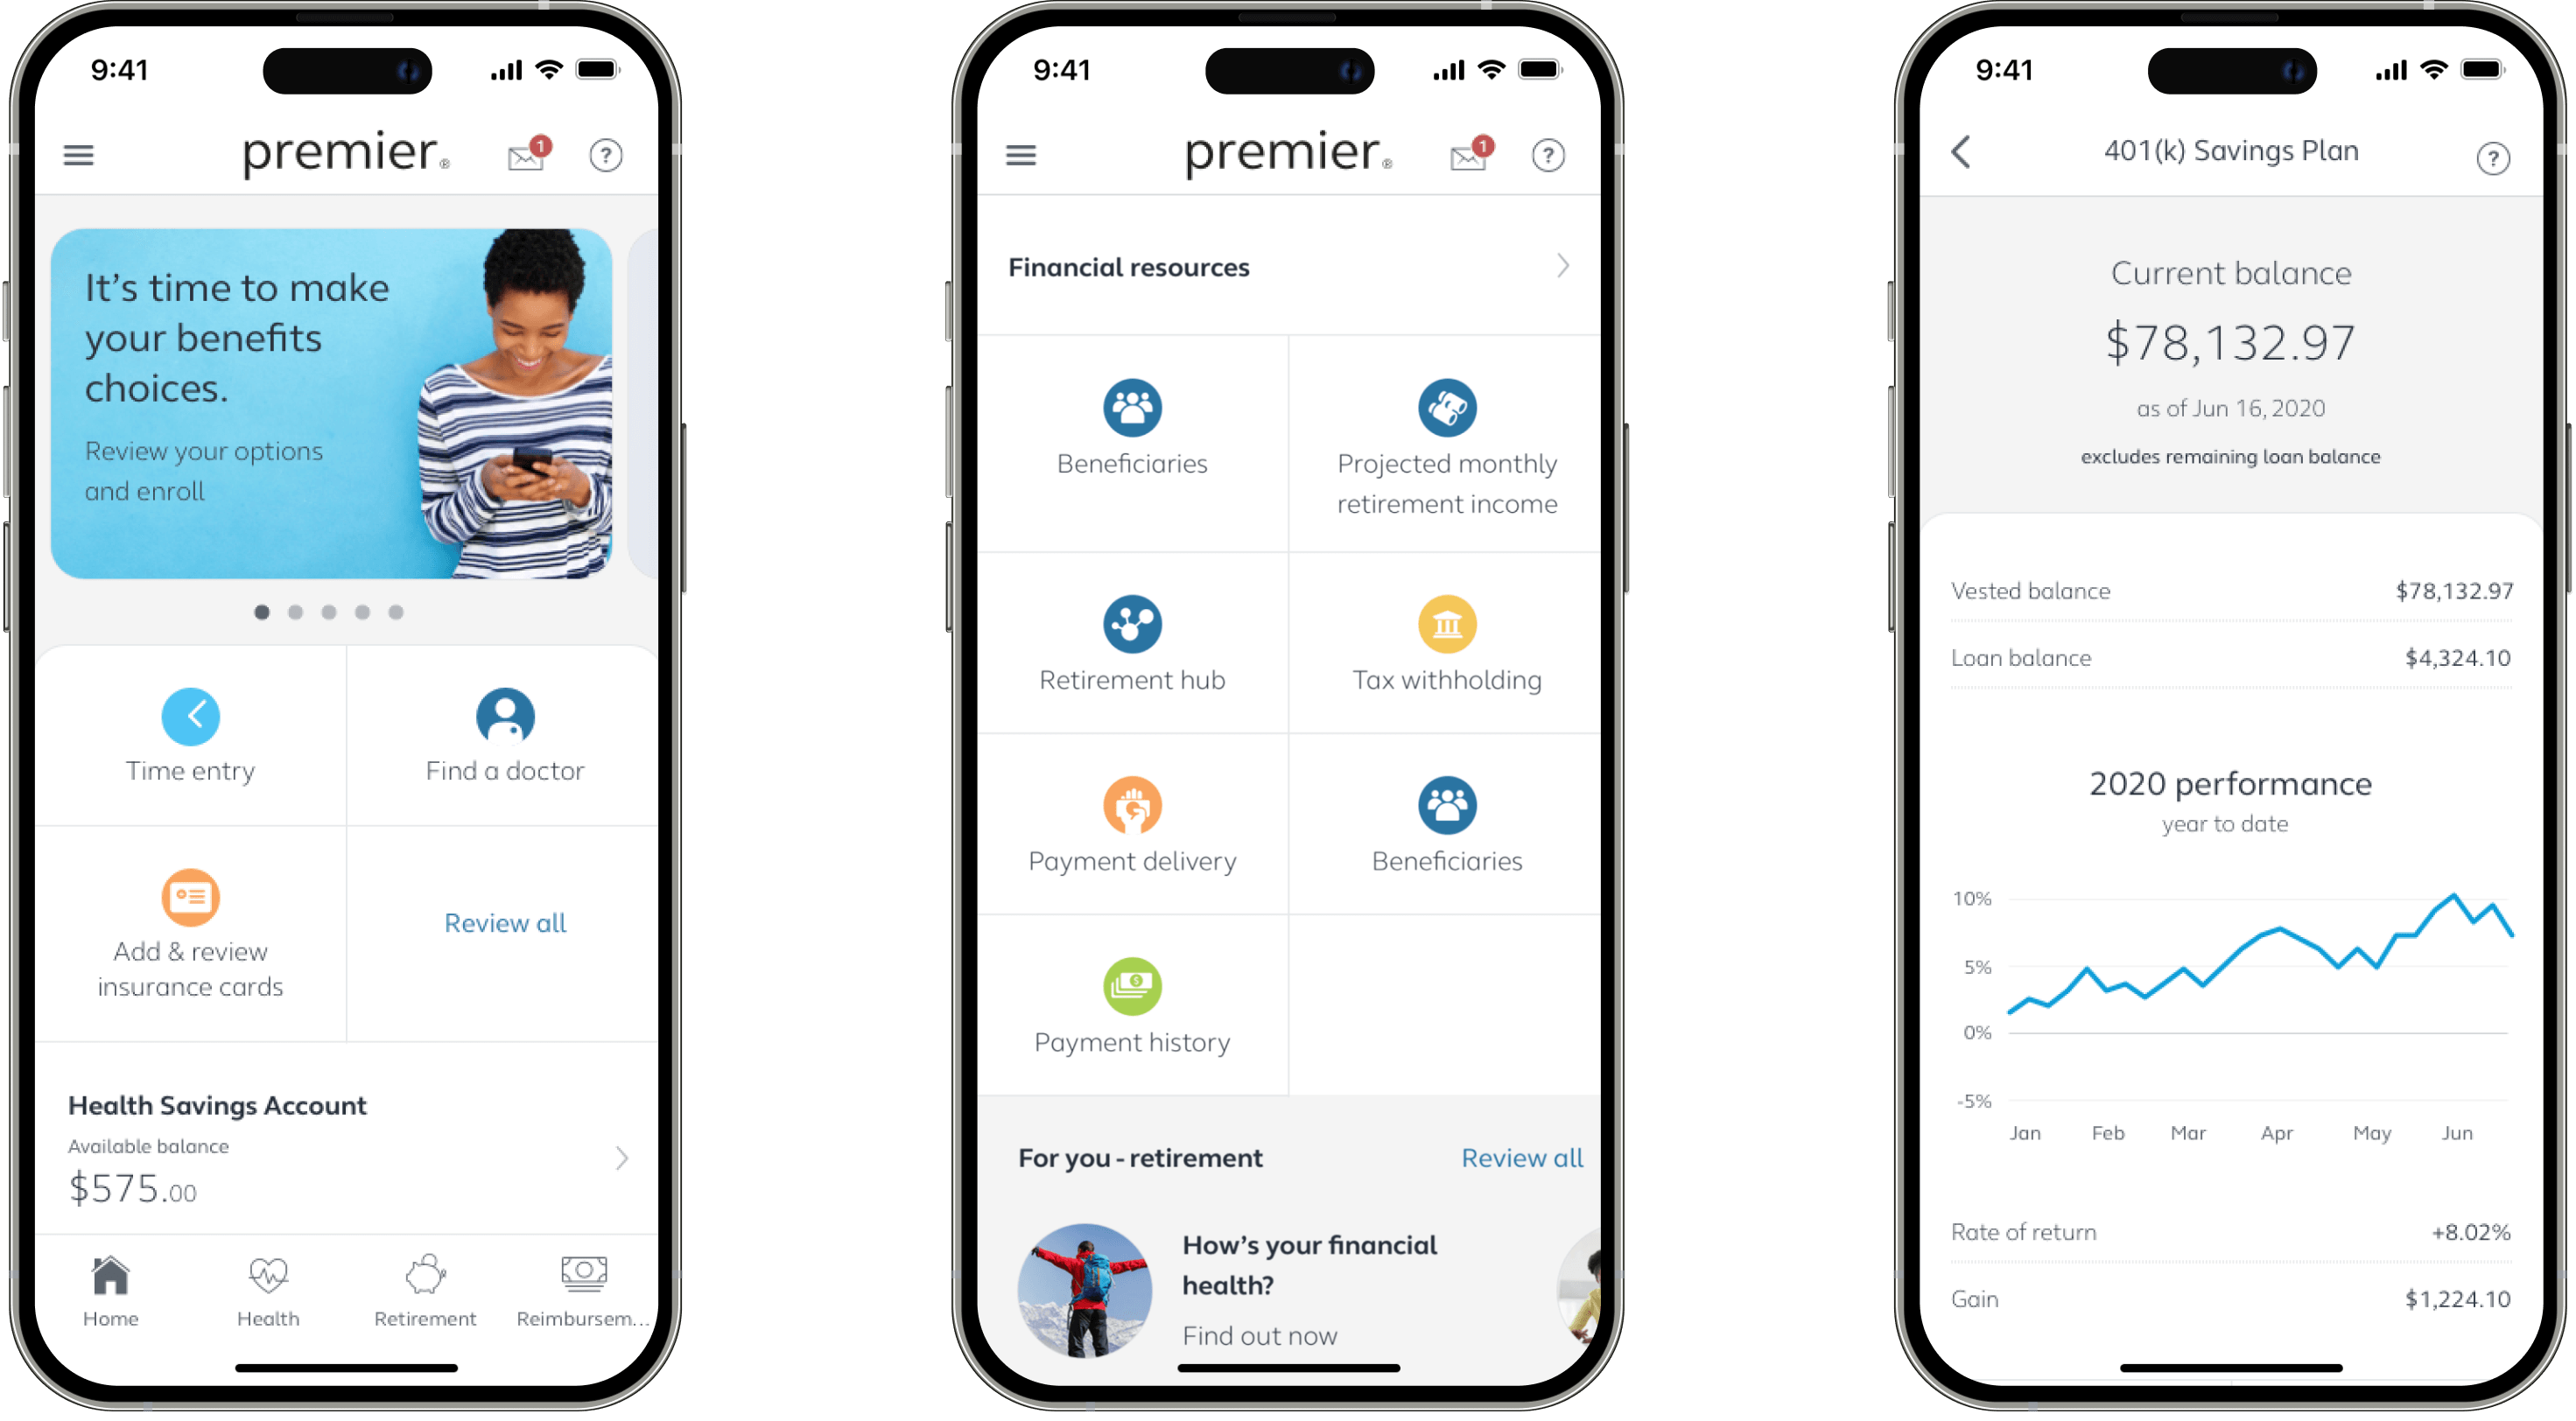 9:41
premier®
1
?
It's time to make
your benefits
choices.
Review your options
and enroll
Time entry
Find a doctor
Add & review
insurance cards
Review all
Health Savings Account
Available balance
$575.00
Home
Health
Retirement
Reimbursem...
9:41
premier®
1
?
Financial resources
Beneficiaries
Projected monthly
retirement income
Retirement hub
Tax withholding
Payment delivery
Beneficiaries
$
Payment history
For you - retirement
Review all
How's your financial
health?
Find out now
9:41
401(k) Savings Plan
?
Current balance
$78,132.97
as of Jun 16, 2020
excludes remaining loan balance
Vested balance $78,132.97
Loan balance $4,324.10
2020 performance
year to date
10%
5%
0%
-5%
Jan Feb Mar Apr May Jun
Rate of return +8.02%
Gain $1,224.10